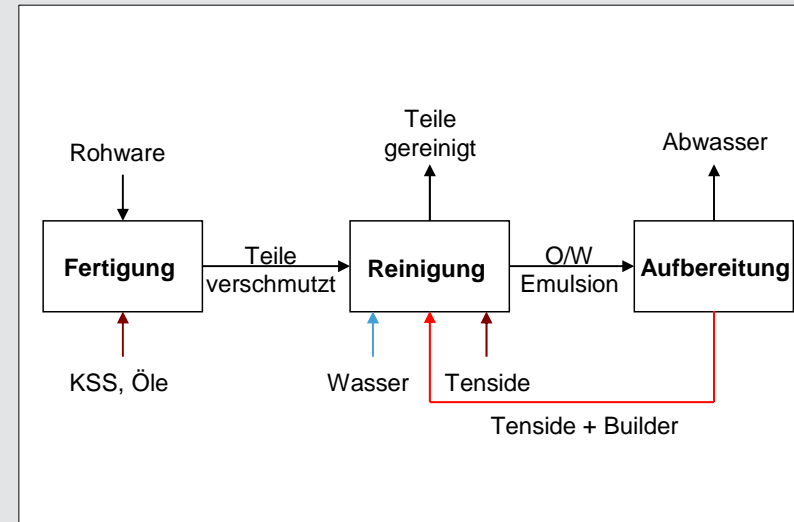 Teile
gereinigt
Rohware
Abwasser
Fertigung
Teile
verschmutzt
Reinigung
O/W
Emulsion
Aufbereitung
KSS, Öle
Wasser
Tenside
Tenside + Builder